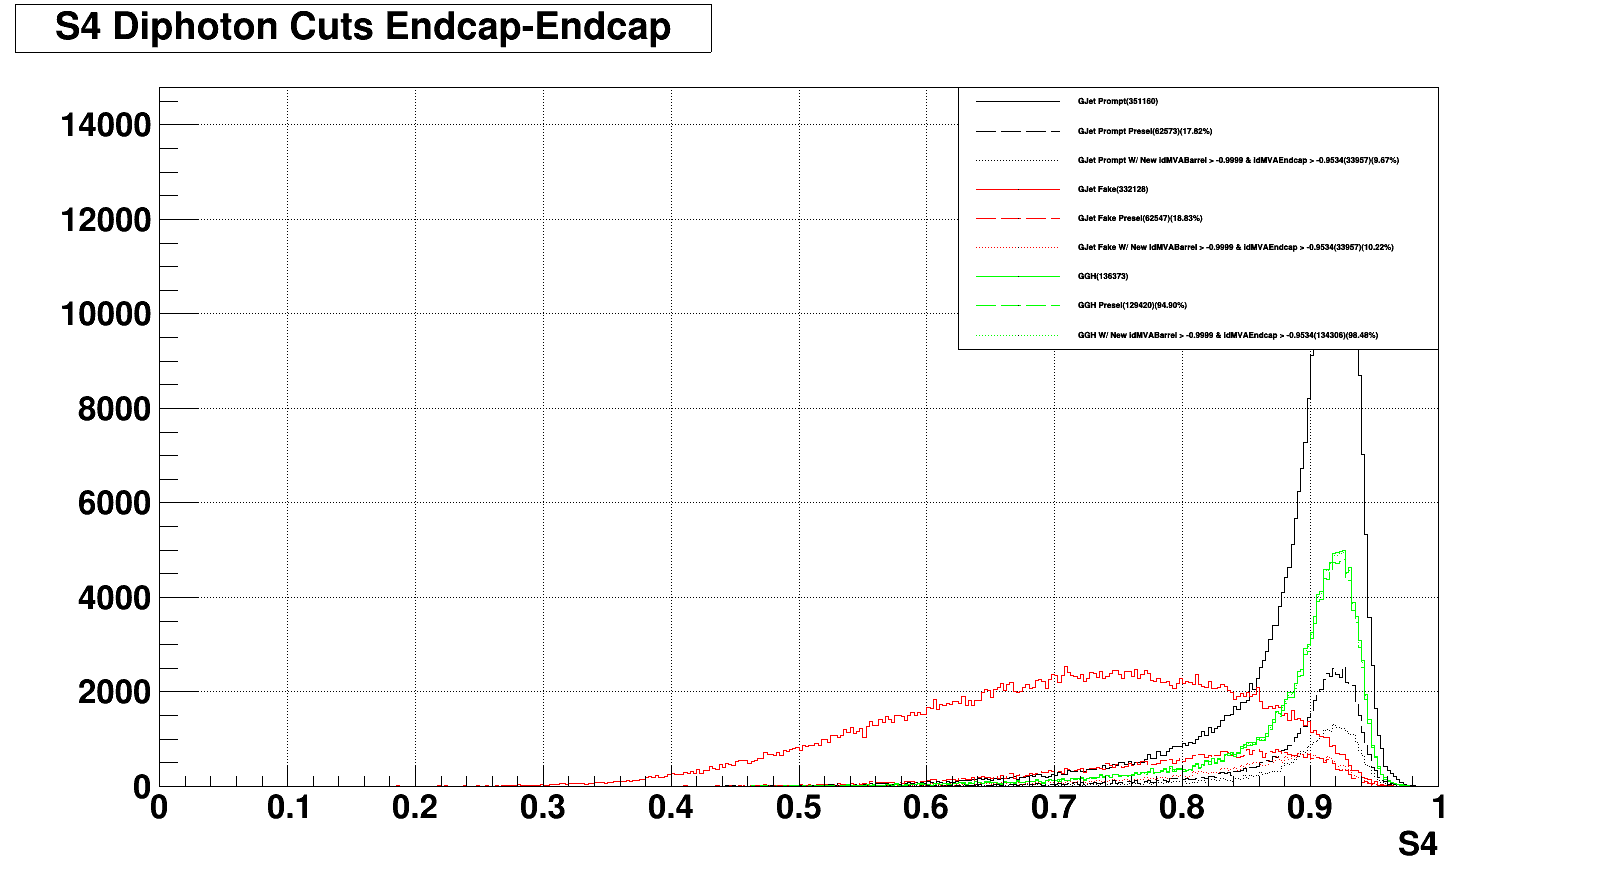 S4 Diphoton Cuts Endcap-Endcap
GJet Prompt(351160)
GJet Prompt Presel(62573)(17.82%)
GJet Prompt W/ New idMVABarrel > -0.9999 & idMVAEndcap > -0.9534(33957)(9.67%)
GJet Fake(332128)
GJet Fake Presel(62547)(18.83%)
GJet Fake W/ New idMVABarrel > -0.9999 & idMVAEndcap > -0.9534(33957)(10.22%)
GGH(136373)
GGH Presel(129420)(94.90%)
GGH W/ New idMVABarrel > -0.9999 & idMVAEndcap > -0.9534(134306)(98.48%)
14000
12000
10000
8000
6000
4000
2000
0
0 0.1 0.2 0.3 0.4 0.5 0.6 0.7 0.8 0.9 1
S4